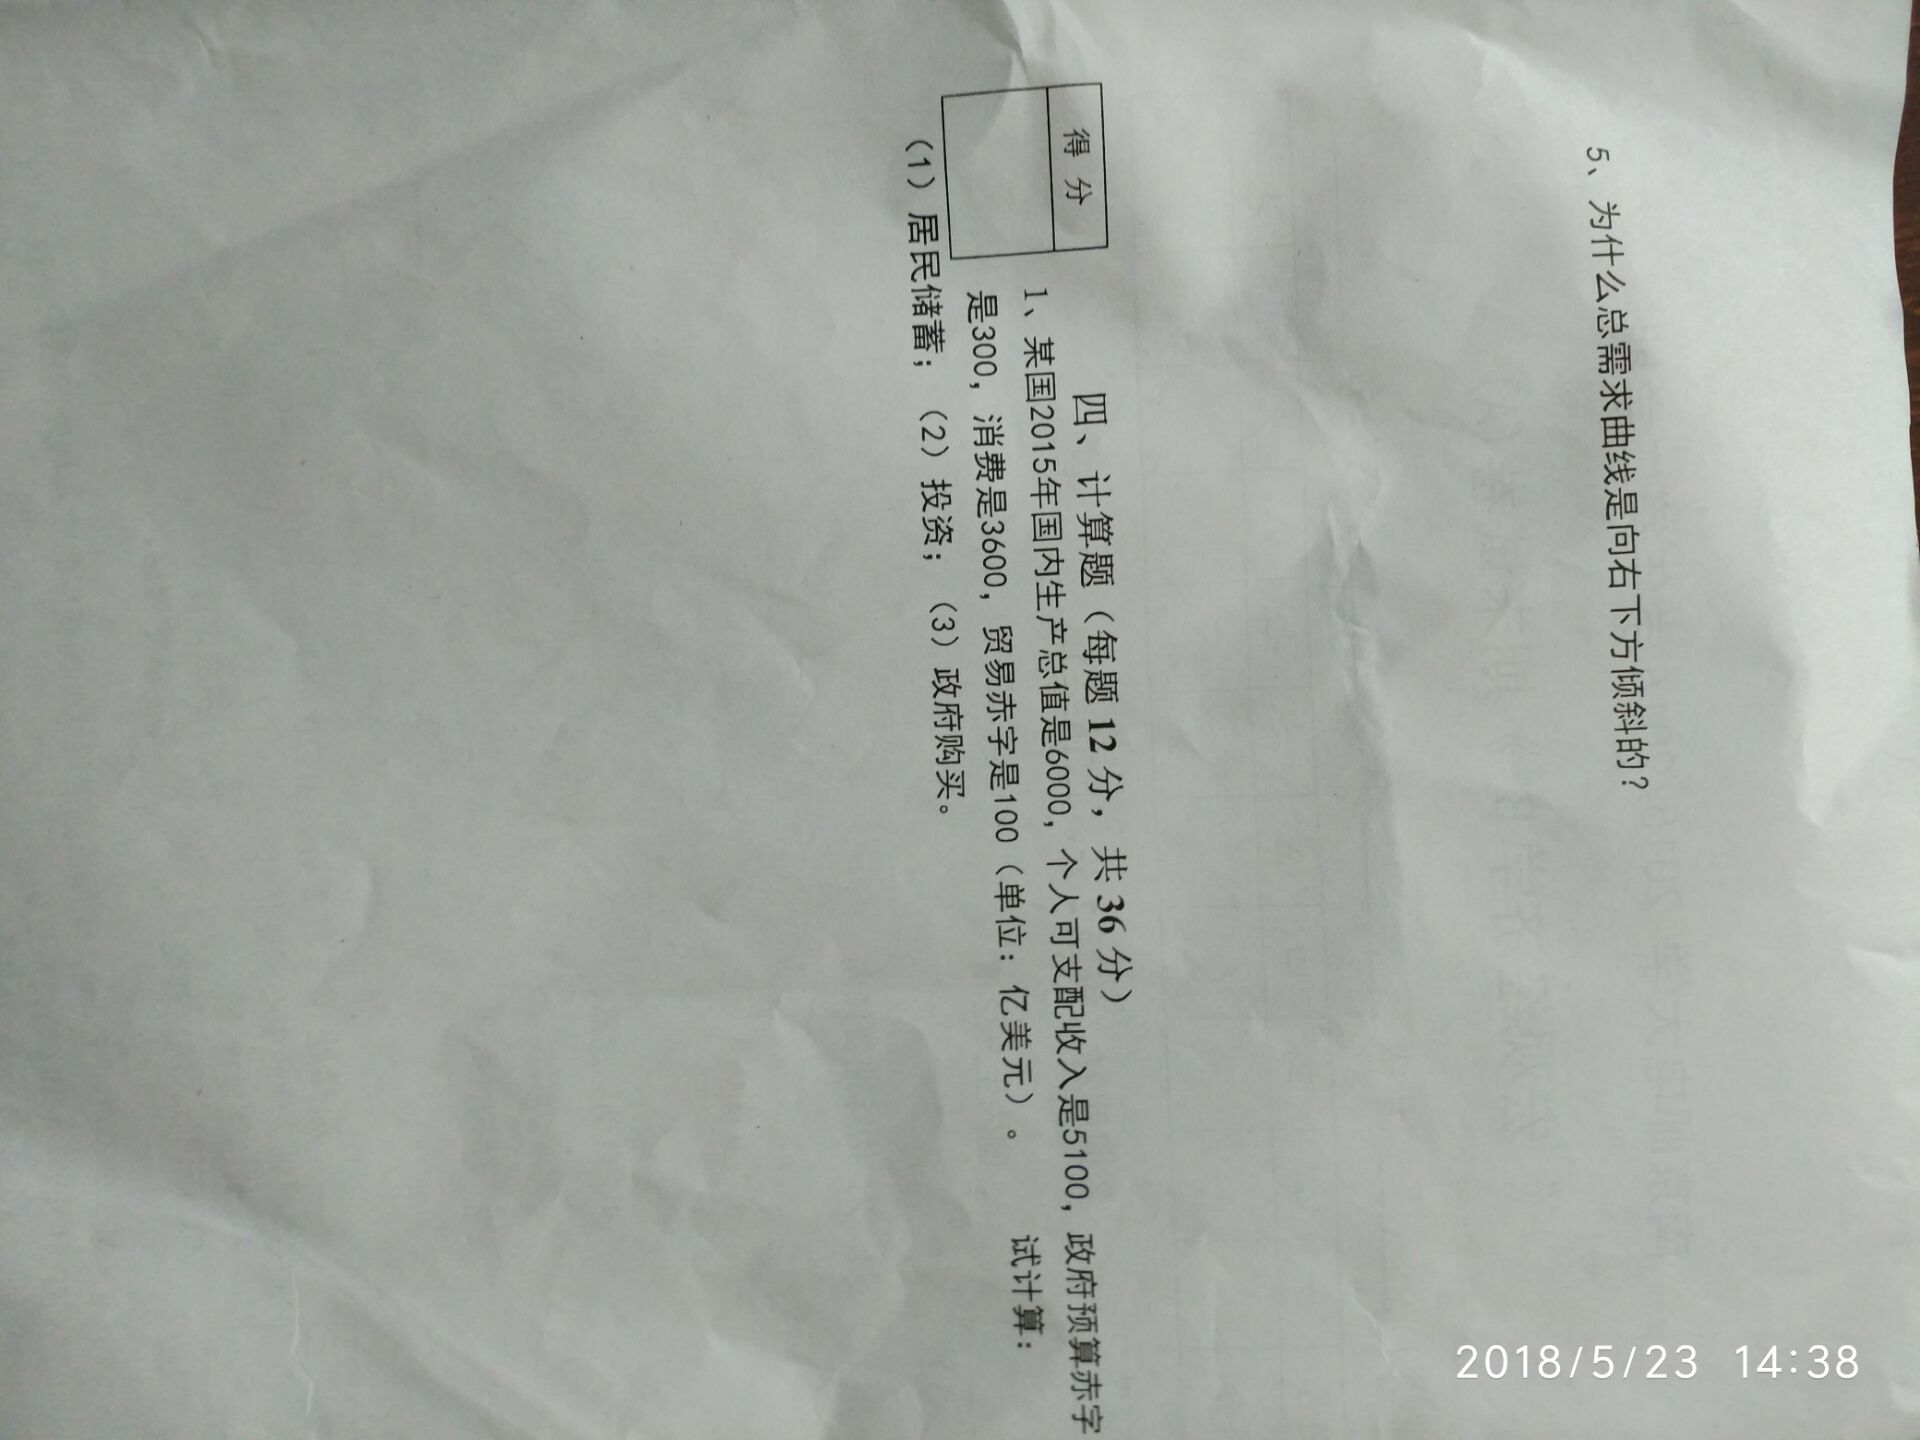 5、为什么总需求曲线是向右下方倾斜的？
得 分
四、计算题（每题 12 分，共 36 分）
1、某国2015年国内生产总值是6000，个人可支配收入是5100，政府预算赤字
是300，消费是3600，贸易赤字是100（单位：亿美元）。 试计算：
（1）居民储蓄；（2）投资；（3）政府购买。
2018/5/23 14:38